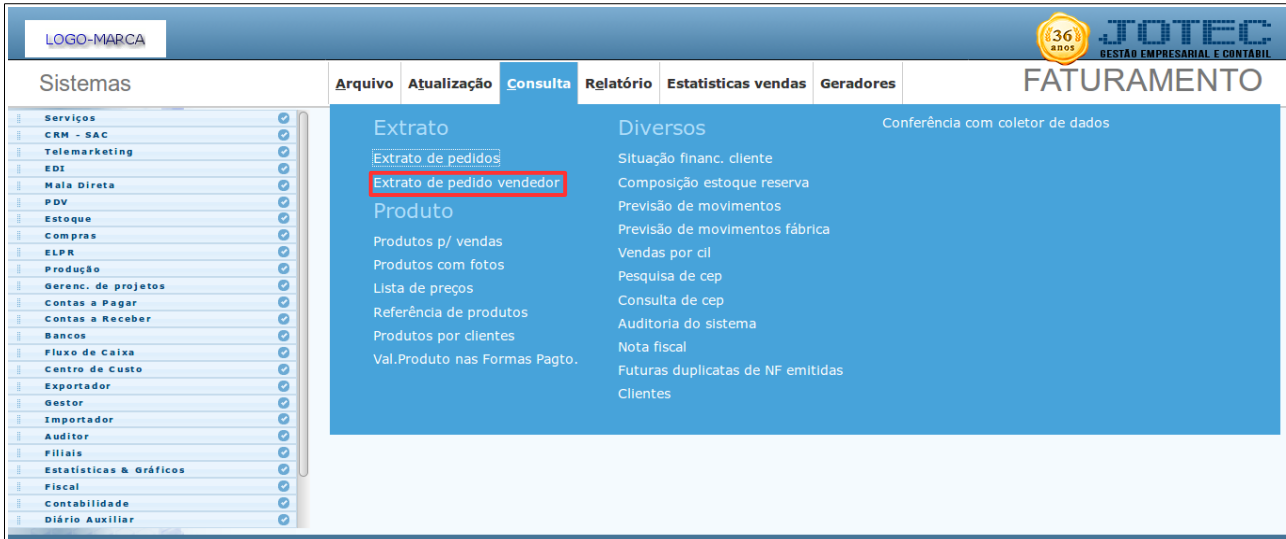 LOGO-MARCA
36
anos
JOTEC
GESTÃO EMPRESARIAL E CONTÁBIL
Sistemas
Arquivo Atualização Consulta Relatório Estatisticas vendas Geradores
FATURAMENTO
Serviços
CRM - SAC
Telemarketing
EDI
Mala Direta
PDV
Estoque
Compras
ELPR
Produção
Gerenc. de projetos
Contas a Pagar
Contas a Receber
Bancos
Fluxo de Caixa
Centro de Custo
Exportador
Gestor
Importador
Auditor
Filiais
Estatísticas & Gráficos
Fiscal
Contabilidade
Diário Auxiliar
Extrato
Extrato de pedidos
Extrato de pedido vendedor
Produto
Produtos p/ vendas
Produtos com fotos
Lista de preços
Referência de produtos
Produtos por clientes
Val.Produto nas Formas Pagto.
Diversos
Situação financ. cliente
Composição estoque reserva
Previsão de movimentos
Previsão de movimentos fábrica
Vendas por cil
Pesquisa de cep
Consulta de cep
Auditoria do sistema
Nota fiscal
Futuras duplicatas de NF emitidas
Clientes
Conferência com coletor de dados